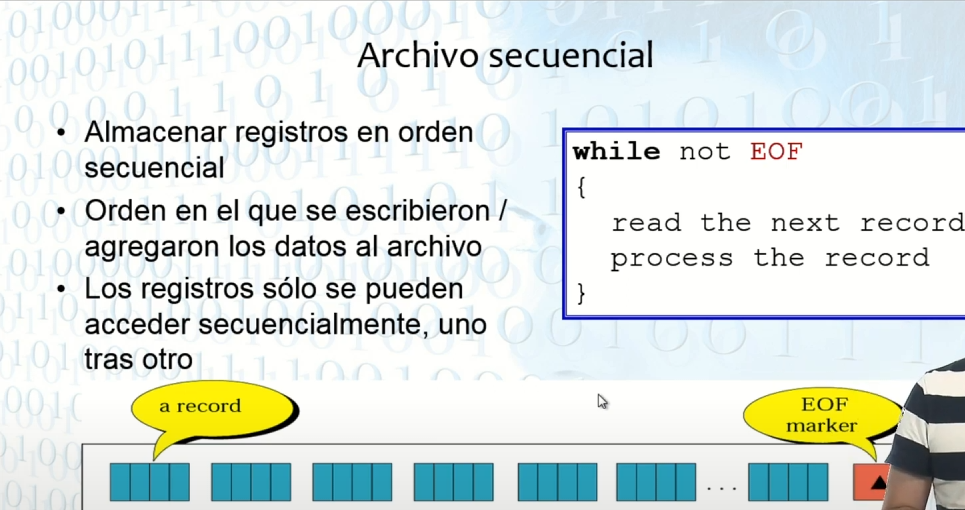 Archivo secuencial
• Almacenar registros en orden
secuencial
• Orden en el que se escribieron /
agregaron los datos al archivo
• Los registros sólo se pueden
acceder secuencialmente, uno
tras otro
while not EOF
{
read the next record
process the record
}
a record
EOF
marker
...